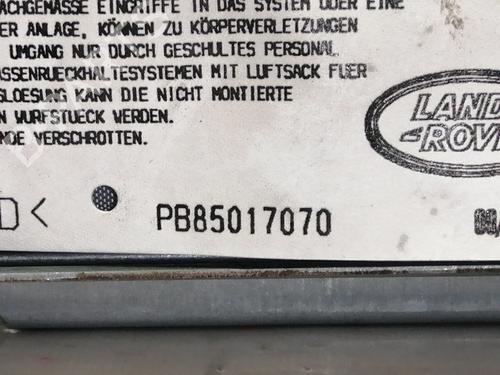 ACHGEMÄSSE EINGRIFFE IN DAS SYSTEM ODER EINE
ER ANLAGE, KÖNNEN ZU KÖRPERVERLETZUNGEN
UMGANG NUR DURCH GESCHULTES PERSONAL
ASSENRUECKHALTESYSTEMEN MIT LUFTSACK FUER
SLOESUNG KANN DIE NICHT MONTIERTE
N WURFSTUECK WERDEN.
NDE VERSCHROTTEN.
LAND
ROVE
D<
PB85017070